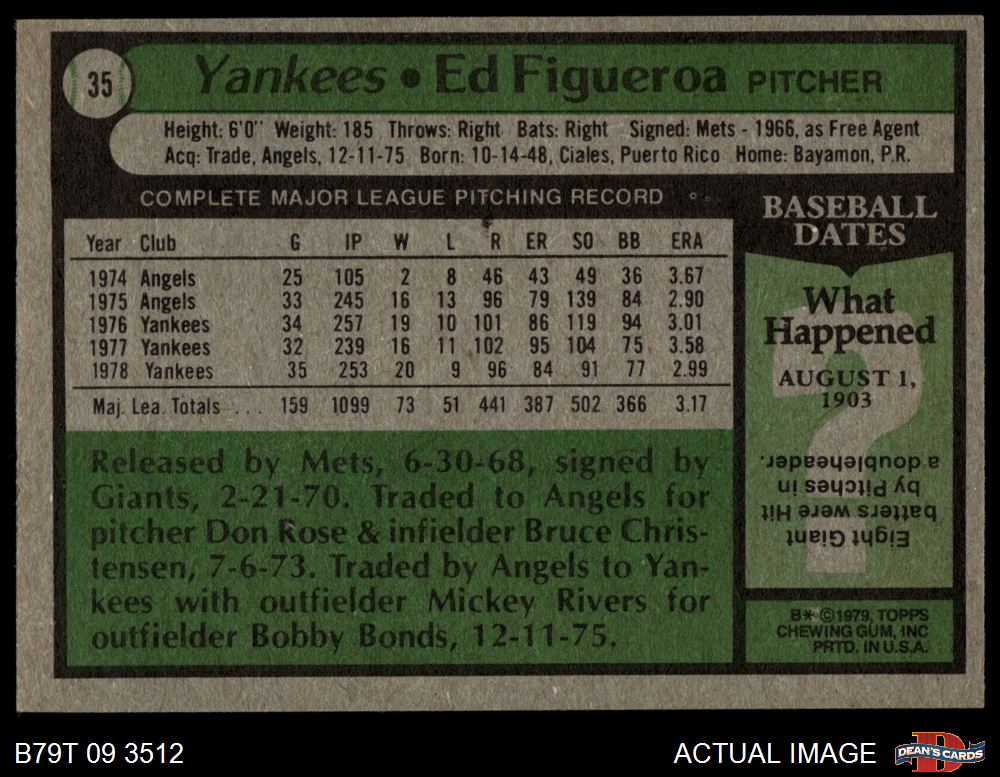 35 Yankees • Ed Figueroa PITCHER
Height: 6'0" Weight: 185 Throws: Right Bats: Right Signed: Mets - 1966, as Free Agent
Acq: Trade, Angels, 12-11-75 Born: 10-14-48, Ciales, Puerto Rico Home: Bayamon, P.R.
COMPLETE MAJOR LEAGUE PITCHING RECORD
Year Club G IP W L R ER SO BB ERA
1974 Angels 25 105 2 8 46 43 49 36 3.67
1975 Angels 33 245 16 13 96 79 139 84 2.90
1976 Yankees 34 257 19 10 101 86 119 94 3.01
1977 Yankees 32 239 16 11 102 95 104 75 3.58
1978 Yankees 35 253 20 9 96 84 91 77 2.99
Maj. Lea. Totals ... 159 1099 73 51 441 387 502 366 3.17
Released by Mets, 6-30-68, signed by
Giants, 2-21-70. Traded to Angels for
pitcher Don Rose & infielder Bruce Chris-
tensen, 7-6-73. Traded by Angels to Yan-
kees with outfielder Mickey Rivers for
outfielder Bobby Bonds, 12-11-75.
BASEBALL
DATES
What
Happened
AUGUST 1,
1903
?
Eight Giant
batters were Hit
by Pitches in
a doubleheader.
B* ©1979, TOPPS
CHEWING GUM, INC
PRTD. IN U.S.A.
B79T 09 3512
ACTUAL IMAGE
D
DEAN'S CARDS